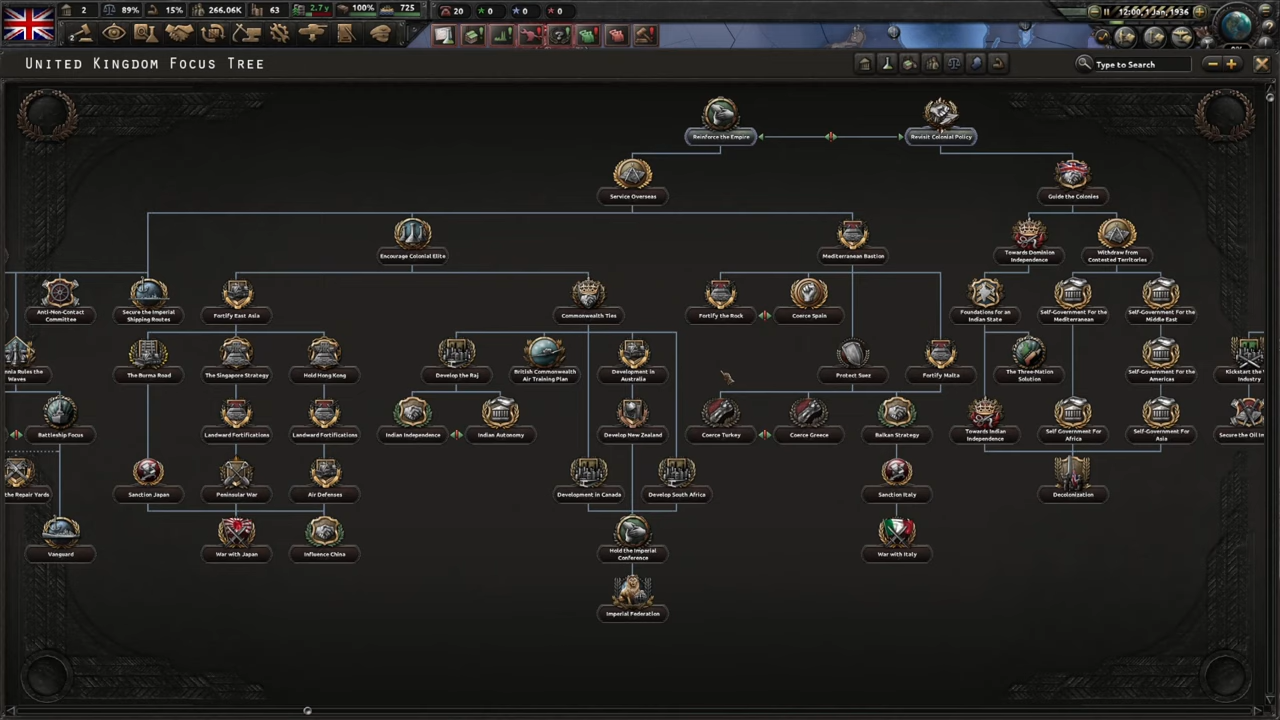 2
89%
15%
266.06K
63
2.7 y
100%
725
20
0
0
0
12:00, 1 Jan, 1936
United Kingdom Focus Tree
Type to Search
Reinforce the Empire
Revisit Colonial Policy
Service Overseas
Guide the Colonies
Encourage Colonial Elite
Mediterranean Bastion
Towards Dominion
Independence
Withdraw from
Contested Territories
Anti-Non-Contact
Committee
Secure the Imperial
Shipping Routes
Fortify East Asia
Commonwealth Ties
Fortify the Rock
Coerce Spain
Foundations for an
Indian State
Self-Government For the
Mediterranean
Self-Government For the
Middle East
nnia Rules the
Waves
The Burma Road
The Singapore Strategy
Hold Hong Kong
Develop the Raj
British Commonwealth
Air Training Plan
Development in
Australia
Protect Suez
Fortify Malta
The Three-Nation
Solution
Self-Government For the
Americas
Kickstart the
Industry
Battleship Focus
Landward Fortifications
Landward Fortifications
Indian Independence
Indian Autonomy
Develop New Zealand
Coerce Turkey
Coerce Greece
Balkan Strategy
Towards Indian
Independence
Self Government For
Africa
Self-Government For
Asia
Secure the Oil In
the Repair Yards
Sanction Japan
Peninsular War
Air Defenses
Development in Canada
Develop South Africa
Sanction Italy
Decolonization
Vanguard
War with Japan
Influence China
Hold the Imperial
Conference
War with Italy
Imperial Federation